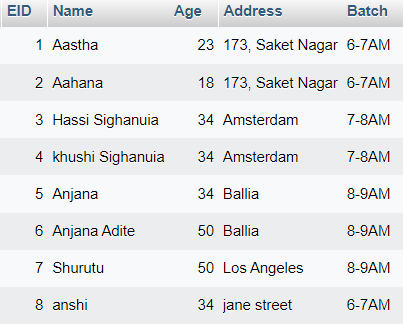 EID Name Age Address Batch
1 Aastha 23 173, Saket Nagar 6-7AM
2 Aahana 18 173, Saket Nagar 6-7AM
3 Hassi Sighanuia 34 Amsterdam 7-8AM
4 khushi Sighanuia 34 Amsterdam 7-8AM
5 Anjana 34 Ballia 8-9AM
6 Anjana Adite 50 Ballia 8-9AM
7 Shurutu 50 Los Angeles 8-9AM
8 anshi 34 jane street 6-7AM